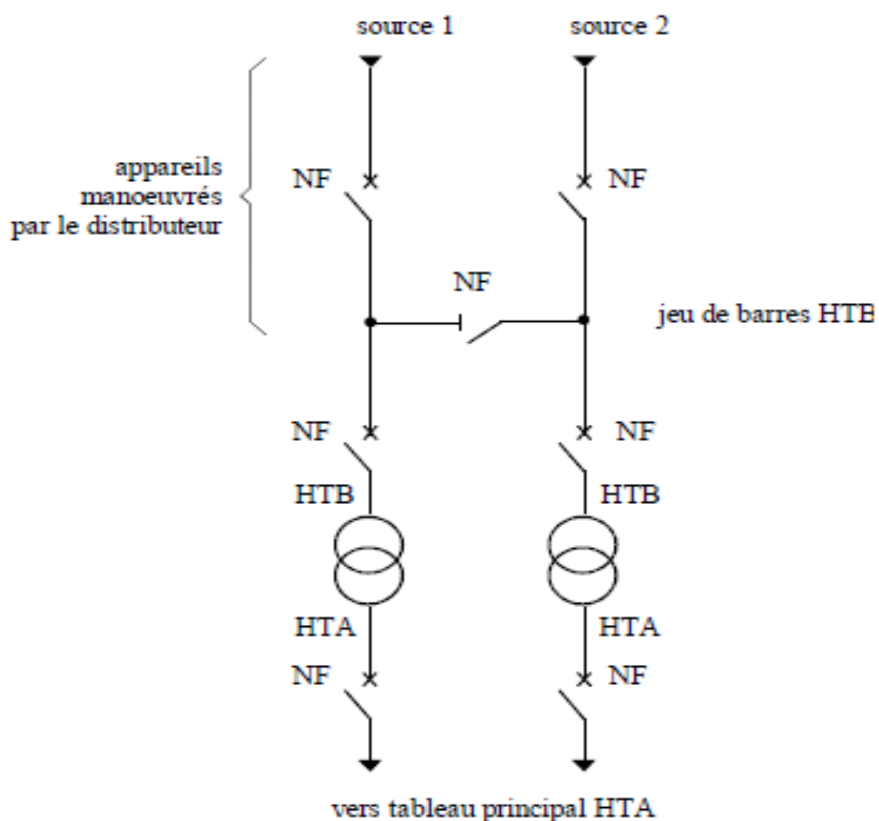 source 1
source 2
appareils
manoeuvrés
par le distributeur
NF
NF
NF
jeu de barres HTB
NF
NF
HTB
HTB
HTA
HTA
NF
NF
vers tableau principal HTA